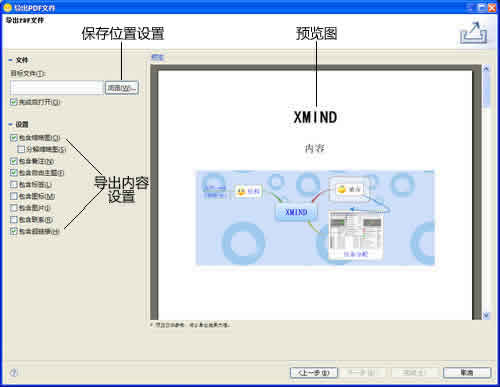 导出PDF文件
导出PDF文件
保存位置设置
预览图
文件
预览
目标文件(T):
浏览(W)...
完成后打开(O)
设置
包含缩略图(O)
分解缩略图(S)
包含备注(N)
包含自由主题(F)
包含标签(L)
包含图标(M)
包含图片(I)
包含联系(R)
包含超链接(H)
导出内容
设置
XMIND
内容
XMIND
任务分配
<上一步(B)
下一步(N)>
完成(F)
取消